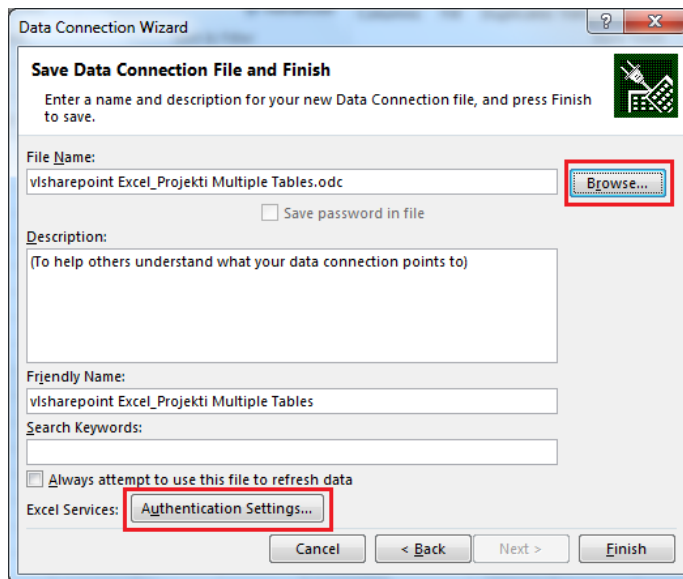 Data Connection Wizard
Save Data Connection File and Finish
Enter a name and description for your new Data Connection file, and press Finish
to save.
File Name:
vlsharepoint Excel_Projekti Multiple Tables.odc
Browse...
Save password in file
Description:
(To help others understand what your data connection points to)
Friendly Name:
vlsharepoint Excel_Projekti Multiple Tables
Search Keywords:
Always attempt to use this file to refresh data
Excel Services: Authentication Settings...
Cancel < Back Next > Finish